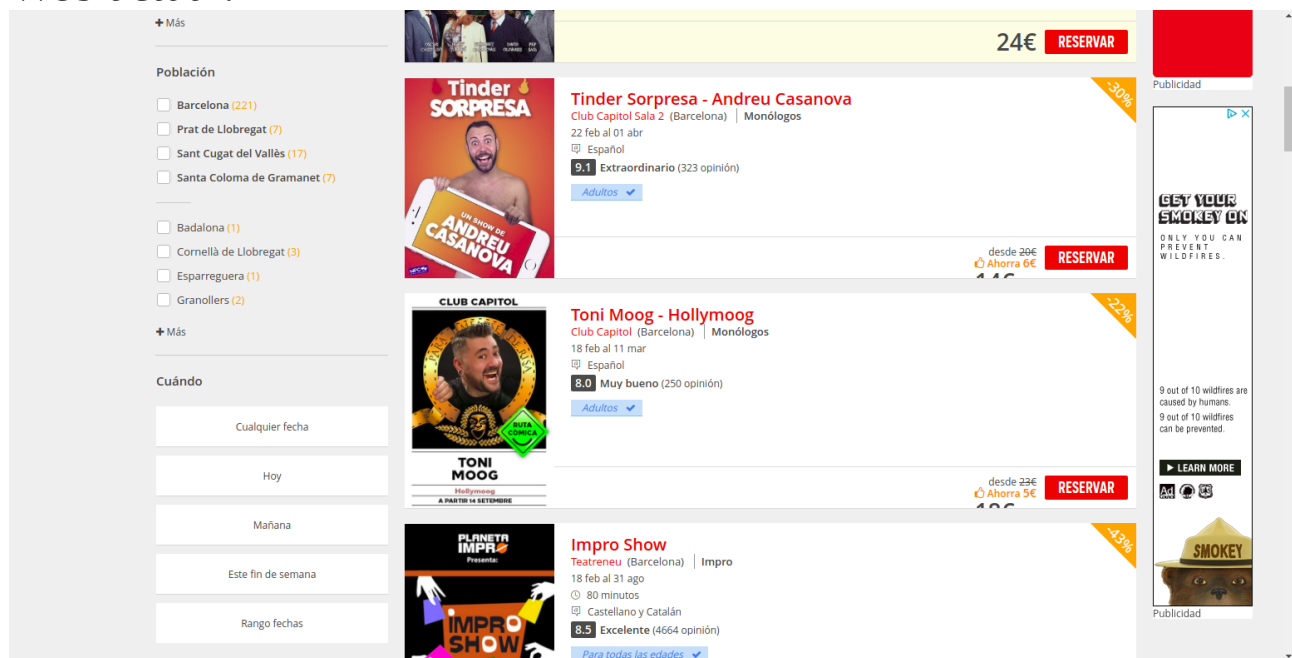 + Más
Población
Barcelona (221)
Prat de Llobregat (7)
Sant Cugat del Vallès (17)
Santa Coloma de Gramanet (7)
Badalona (1)
Cornellà de Llobregat (3)
Esparreguera (1)
Granollers (2)
+ Más
Cuándo
Cualquier fecha
Hoy
Mañana
Este fin de semana
Rango fechas
24€ RESERVAR
Tinder
SORPRESA
UN SHOW DE
ANDREU
CASANOVA
-30%
Tinder Sorpresa - Andreu Casanova
Club Capitol Sala 2 (Barcelona) | Monólogos
22 feb al 01 abr
Español
9.1 Extraordinario (323 opinión)
Adultos
desde 20€
Ahorra 6€
14€
RESERVAR
CLUB CAPITOL
RUTA
CÓMICA
TONI
MOOG
Hollymoog
A PARTIR 14 SETEMBRE
-22%
Toni Moog - Hollymoog
Club Capitol (Barcelona) | Monólogos
18 feb al 11 mar
Español
8.0 Muy bueno (250 opinión)
Adultos
desde 23€
Ahorra 5€
18€
RESERVAR
PLANETA
IMPRO
Presenta:
IMPRO
SHOW
-43%
Impro Show
Teatreneu (Barcelona) | Impro
18 feb al 31 ago
80 minutos
Castellano y Catalán
8.5 Excelente (4664 opinión)
Para todas las edades
Publicidad
GET YOUR
SMOKEY ON
ONLY YOU CAN
PREVENT
WILDFIRES.
9 out of 10 wildfires are
caused by humans.
9 out of 10 wildfires
can be prevented.
LEARN MORE
Ad
SMOKEY
Publicidad